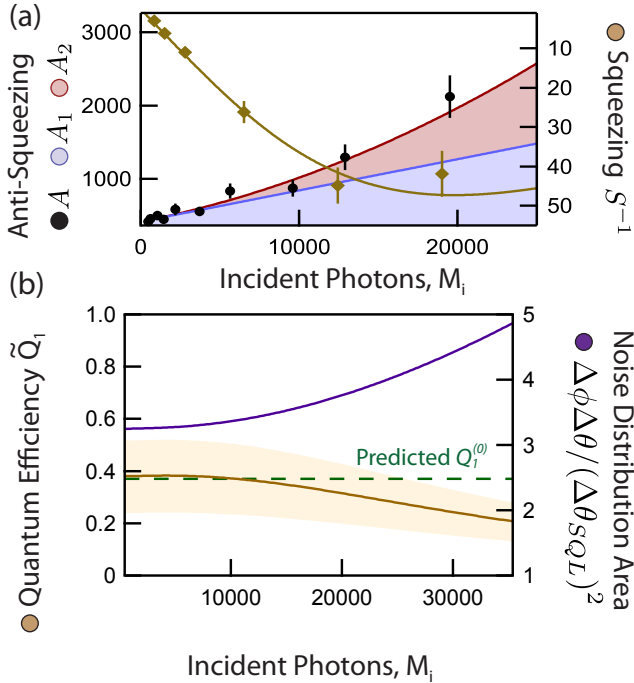 (a)
Anti-Squeezing
A A₁ A₂
3000
2000
1000
10
20
30
40
50
Squeezing S⁻¹
0
10000
20000
Incident Photons, Mᵢ
(b)
Quantum Efficiency Q̃₁
1.0
0.8
0.6
0.4
0.2
0
Predicted Q₁⁽⁰⁾
5
4
3
2
1
Noise Distribution Area
ΔϕΔθ/(Δθ_SQL)²
10000
20000
30000
Incident Photons, Mᵢ